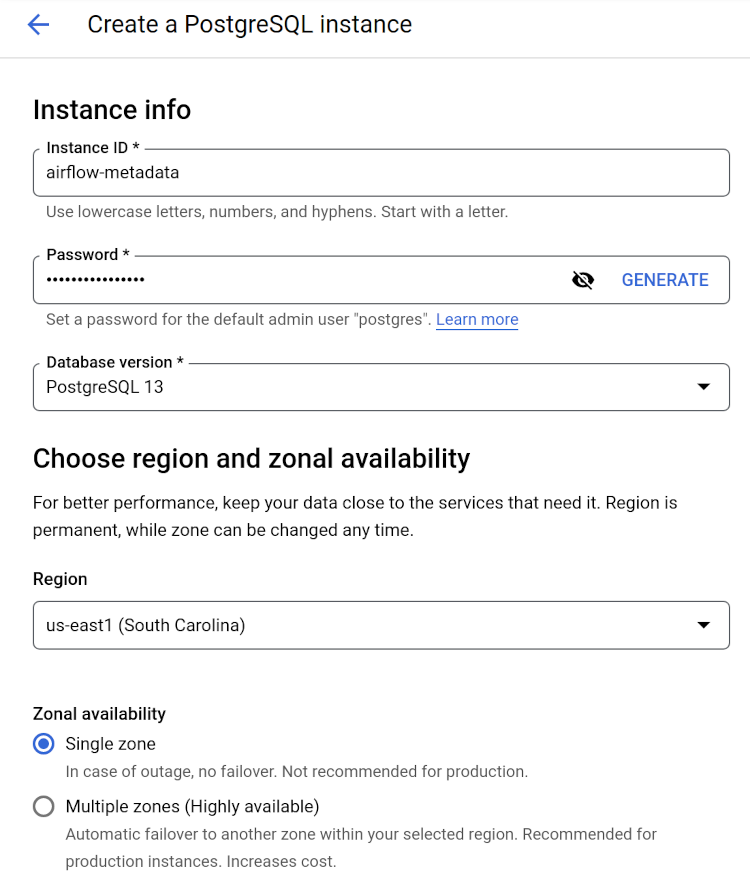 Create a PostgreSQL instance
Instance info
Instance ID *
airflow-metadata
Use lowercase letters, numbers, and hyphens. Start with a letter.
Password *
••••••••••••••••
GENERATE
Set a password for the default admin user "postgres". Learn more
Database version *
PostgreSQL 13
Choose region and zonal availability
For better performance, keep your data close to the services that need it. Region is
permanent, while zone can be changed any time.
Region
us-east1 (South Carolina)
Zonal availability
Single zone
In case of outage, no failover. Not recommended for production.
Multiple zones (Highly available)
Automatic failover to another zone within your selected region. Recommended for
production instances. Increases cost.